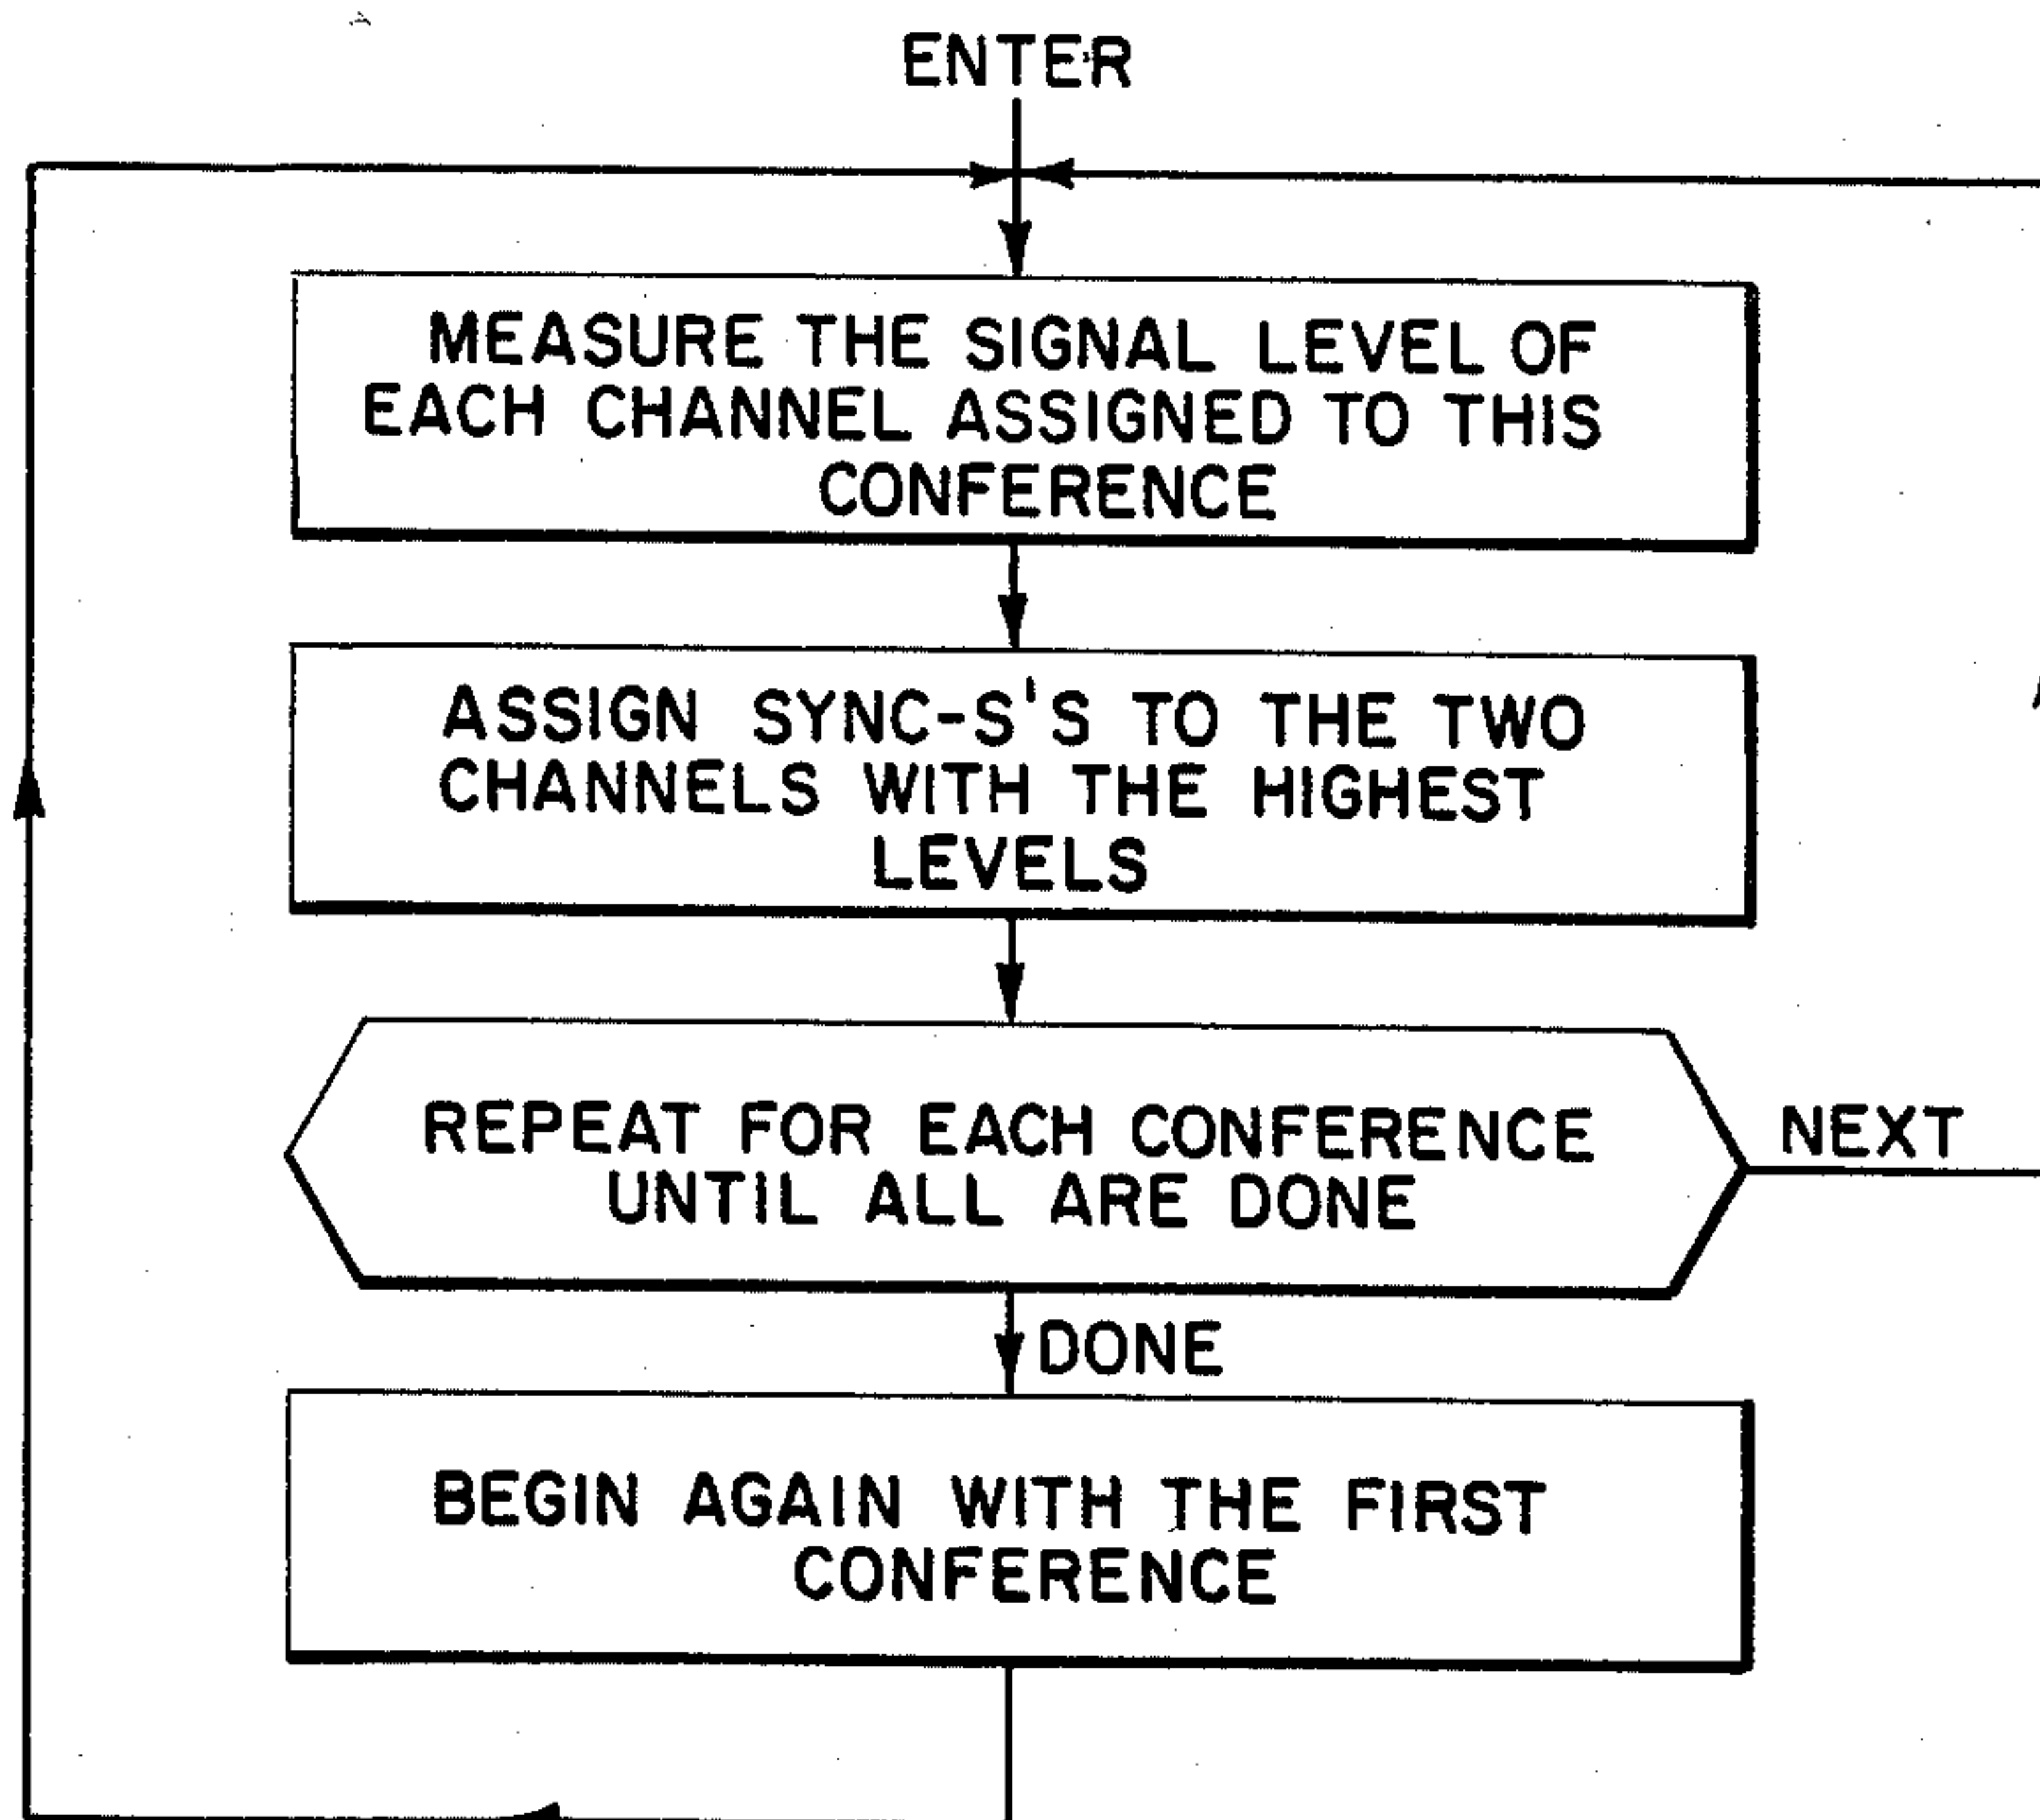 ENTER
MEASURE THE SIGNAL LEVEL OF
EACH CHANNEL ASSIGNED TO THIS
CONFERENCE
ASSIGN SYNC-S'S TO THE TWO
CHANNELS WITH THE HIGHEST
LEVELS
REPEAT FOR EACH CONFERENCE
UNTIL ALL ARE DONE
NEXT
DONE
BEGIN AGAIN WITH THE FIRST
CONFERENCE